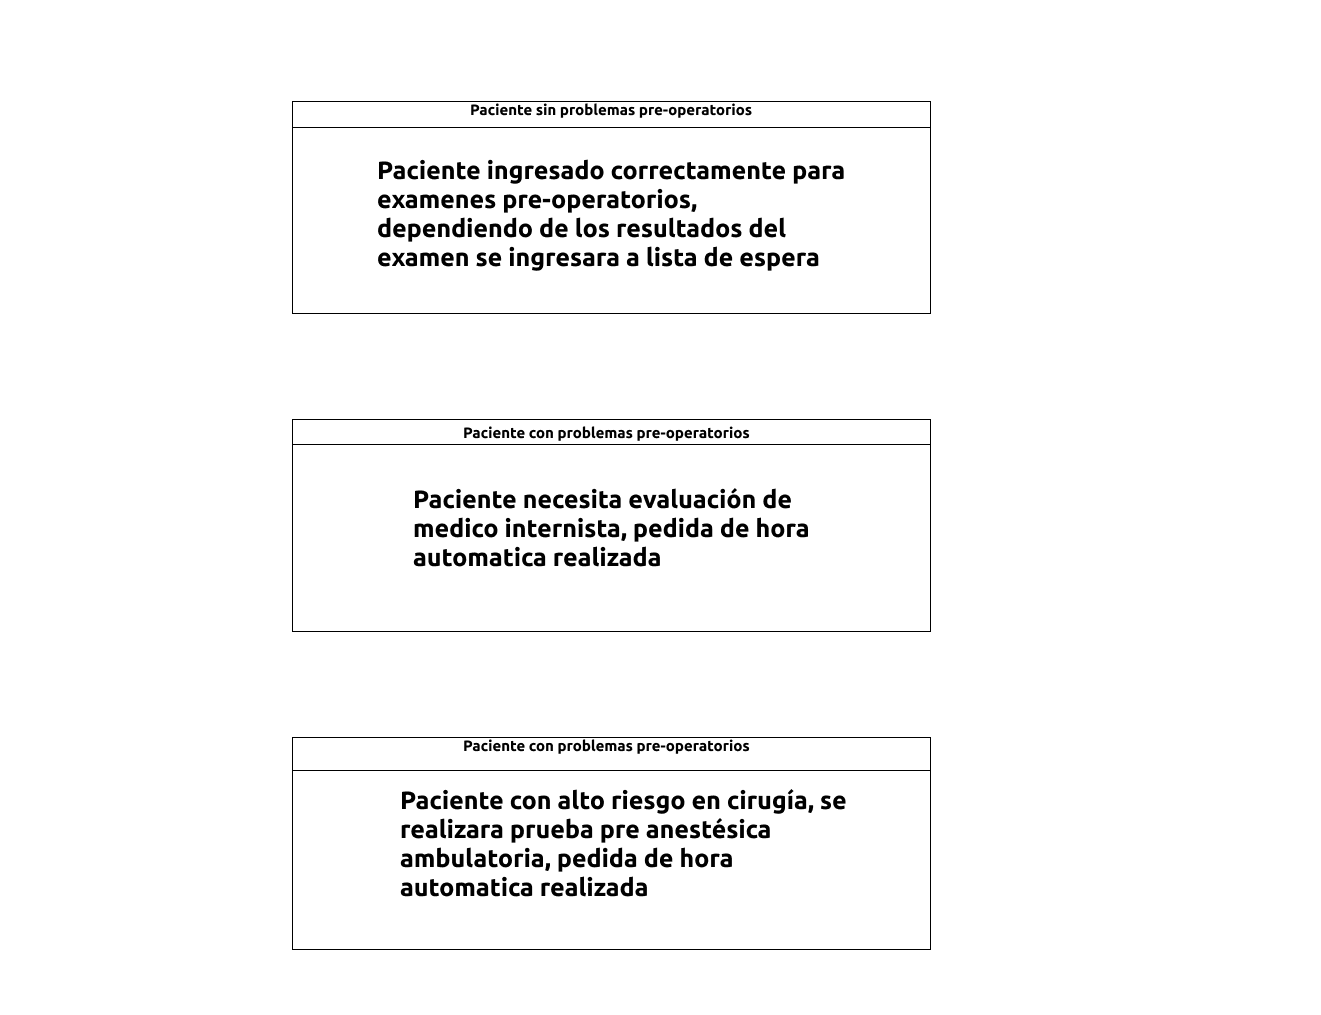 Paciente sin problemas pre-operatorios
Paciente ingresado correctamente para
examenes pre-operatorios,
dependiendo de los resultados del
examen se ingresara a lista de espera
Paciente con problemas pre-operatorios
Paciente necesita evaluación de
medico internista, pedida de hora
automatica realizada
Paciente con problemas pre-operatorios
Paciente con alto riesgo en cirugía, se
realizara prueba pre anestésica
ambulatoria, pedida de hora
automatica realizada